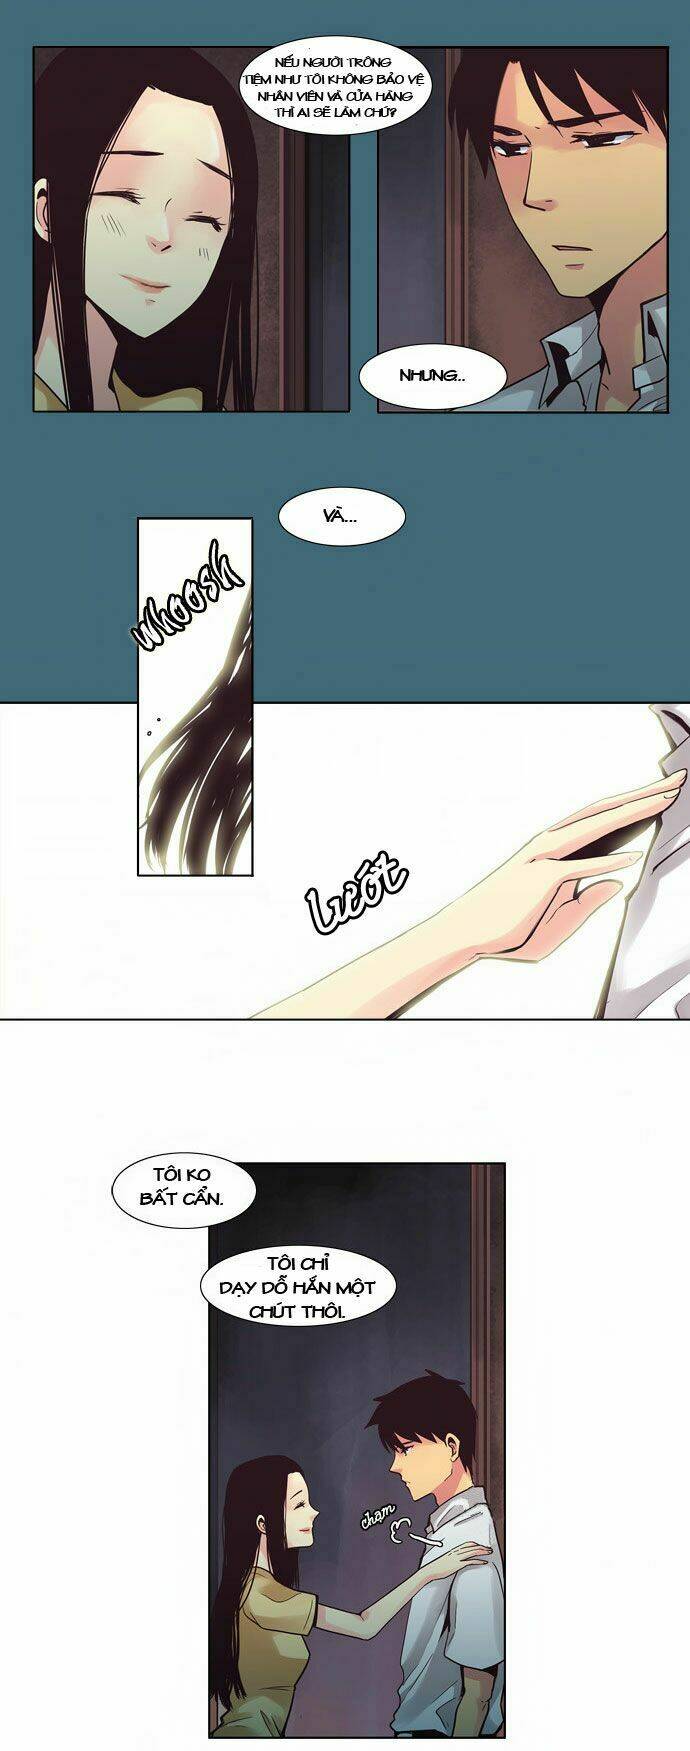 NẾU NGƯỜI TRÔNG
TIỆM NHƯ TÔI KHÔNG BẢO VỆ
NHÂN VIÊN VÀ CỬA HÀNG
THÌ AI SẼ LÀM CHỨ?
NHƯNG..
VÀ...
whoosh
Lướt
TÔI KO
BẤT CẨN.
TÔI CHỈ
DẠY DỖ HẮN MỘT
CHÚT THÔI.
chạm